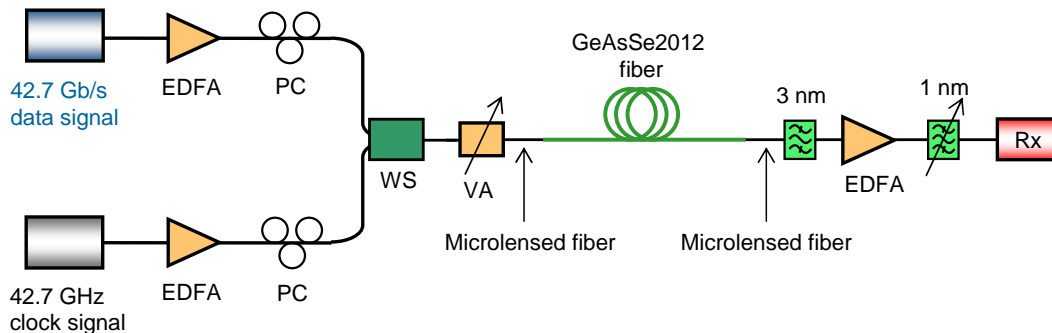 42.7 Gb/s
data signal
EDFA
PC
WS
VA
GeAsSe2012
fiber
3 nm
EDFA
1 nm
Rx
Microlensed fiber
Microlensed fiber
42.7 GHz
clock signal
EDFA
PC